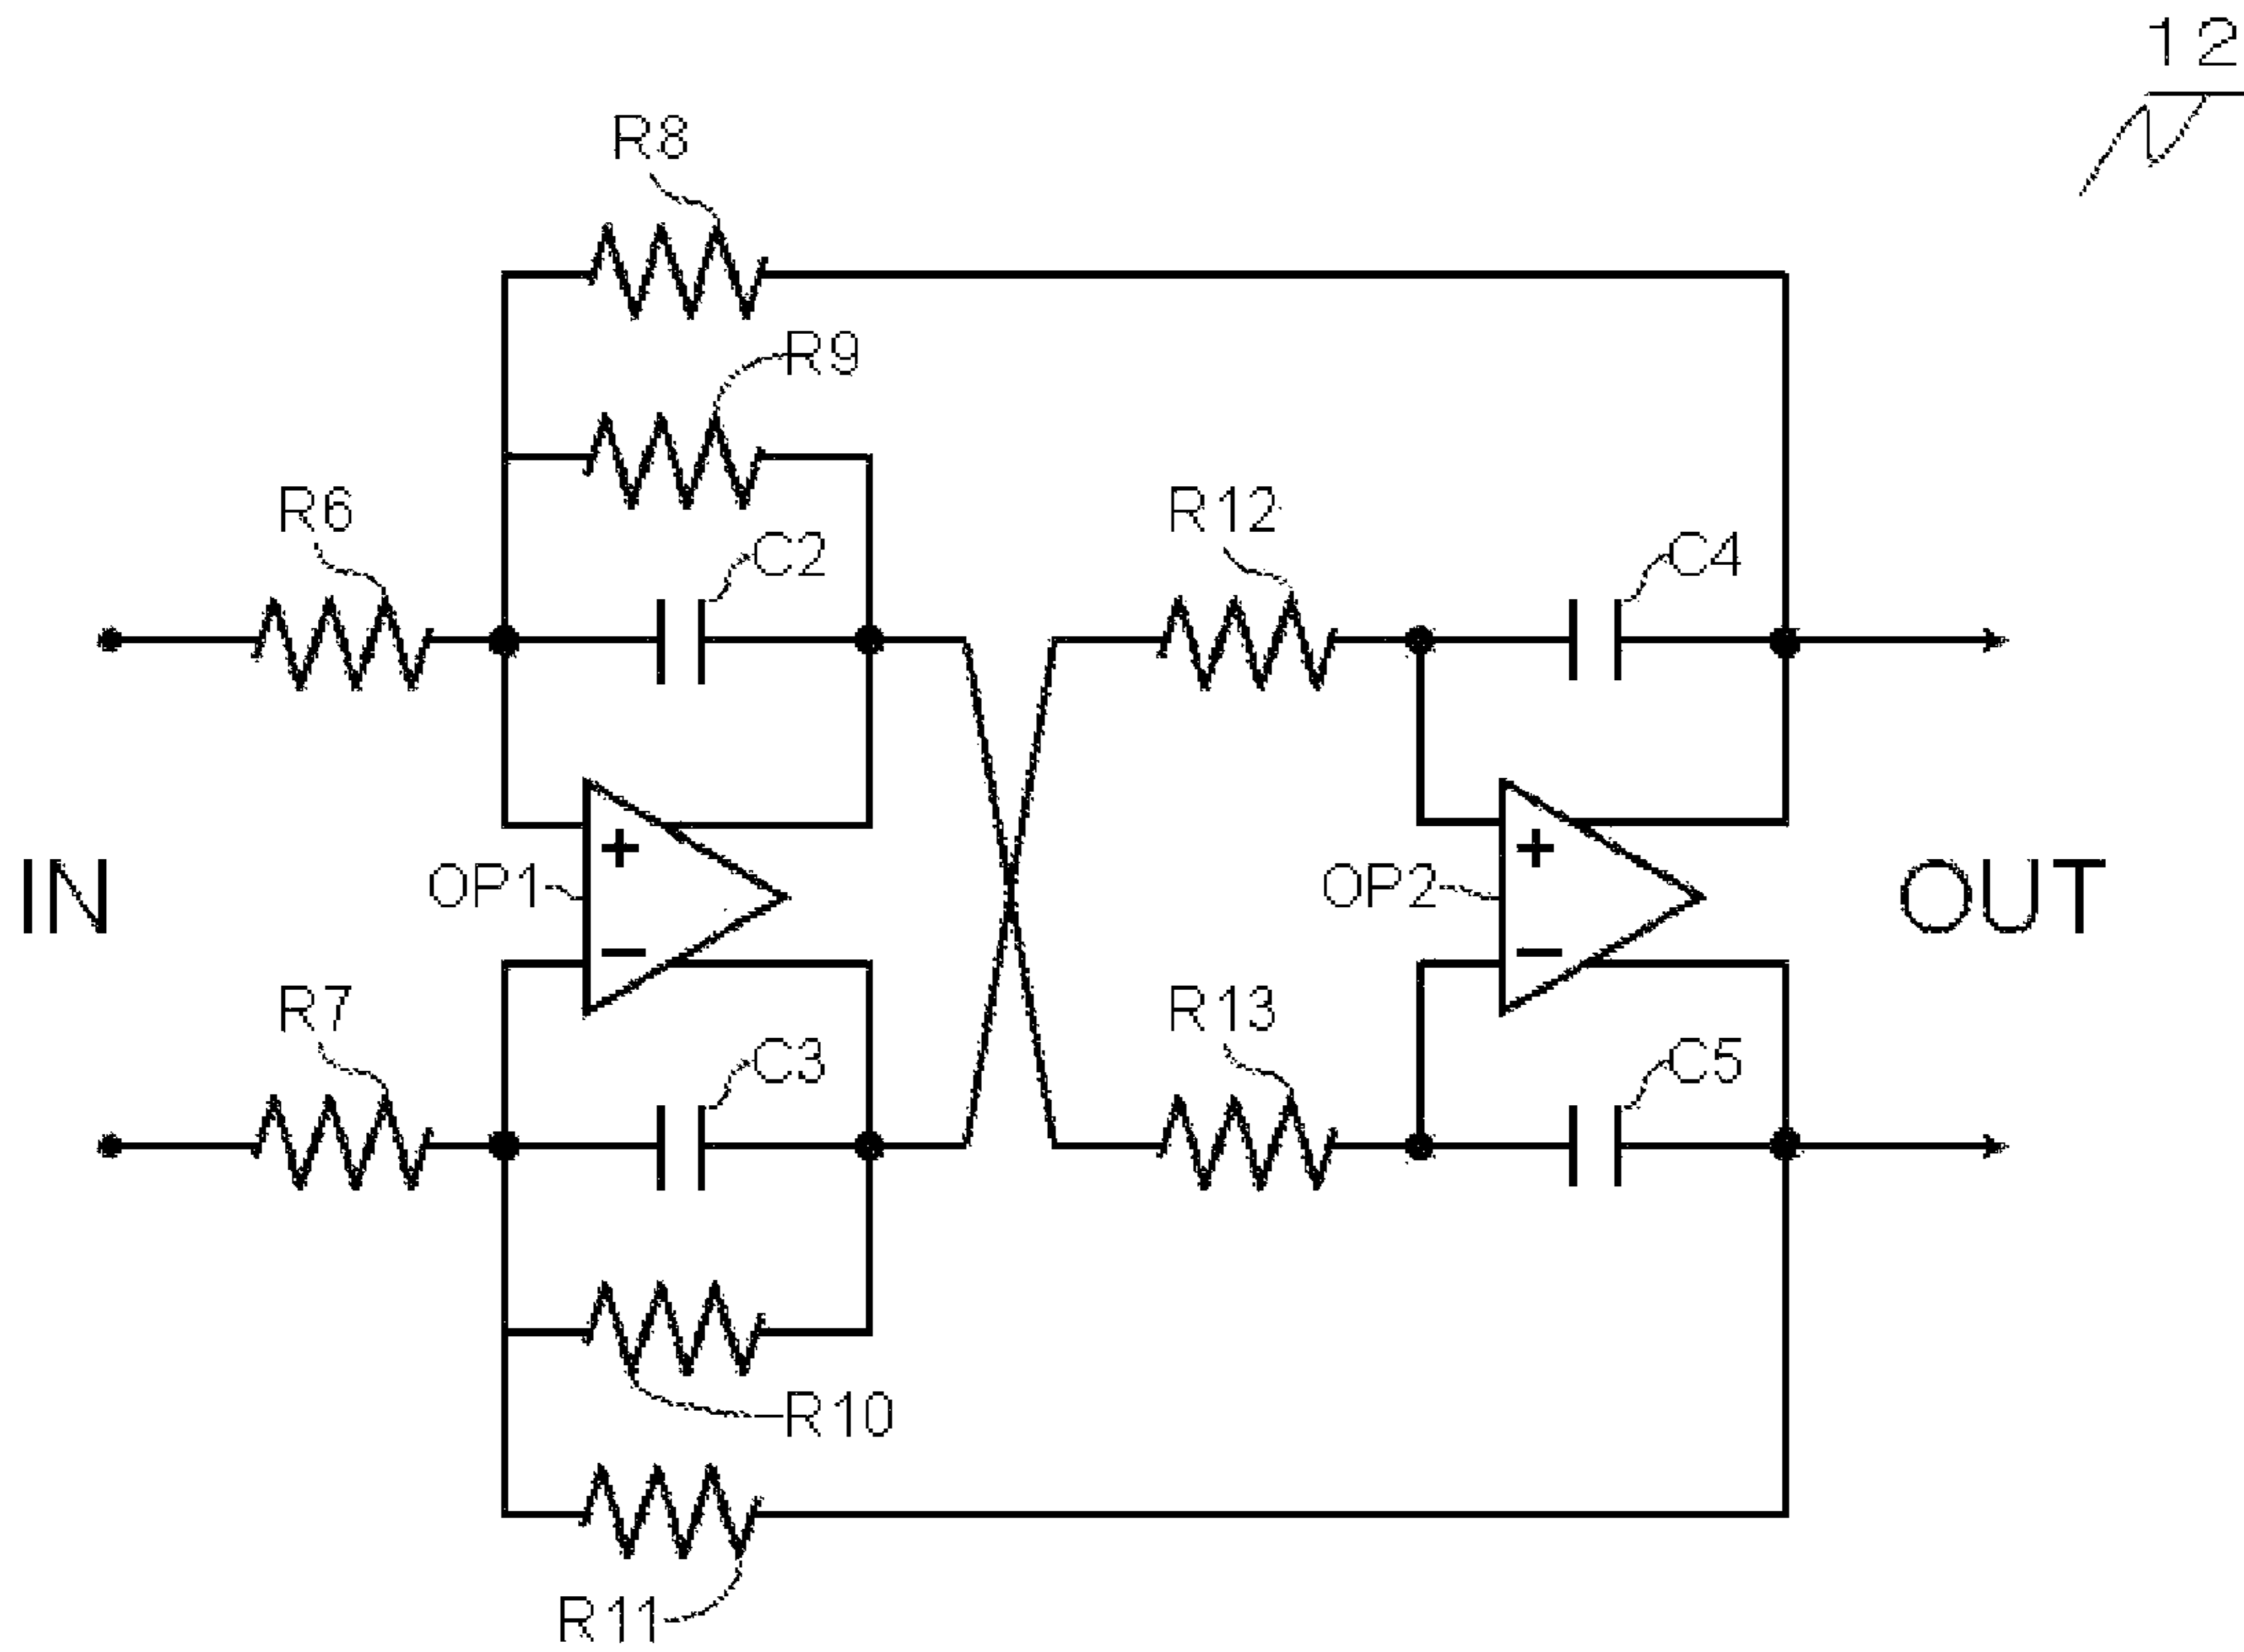 12
R8
R9
R6
C2
R12
C4
+
+
IN
OP1
OP2
OUT
−
−
R7
C3
R13
C5
R10
R11